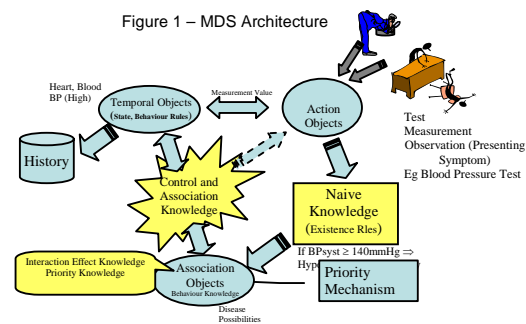 Figure 1 – MDS Architecture
Heart, Blood
BP (High)
Temporal Objects
(State, Behaviour Rules)
Measurement Value
Action
Objects
Test
Measurement
Observation (Presenting
Symptom)
Eg Blood Pressure Test
History
Control and
Association
Knowledge
Naive
Knowledge
(Existence Rles)
If BPsyst ≥ 140mmHg ⇒
Interaction Effect Knowledge
Priority Knowledge
Association
Objects
Behaviour Knowledge
Priority
Mechanism
Disease
Possibilities